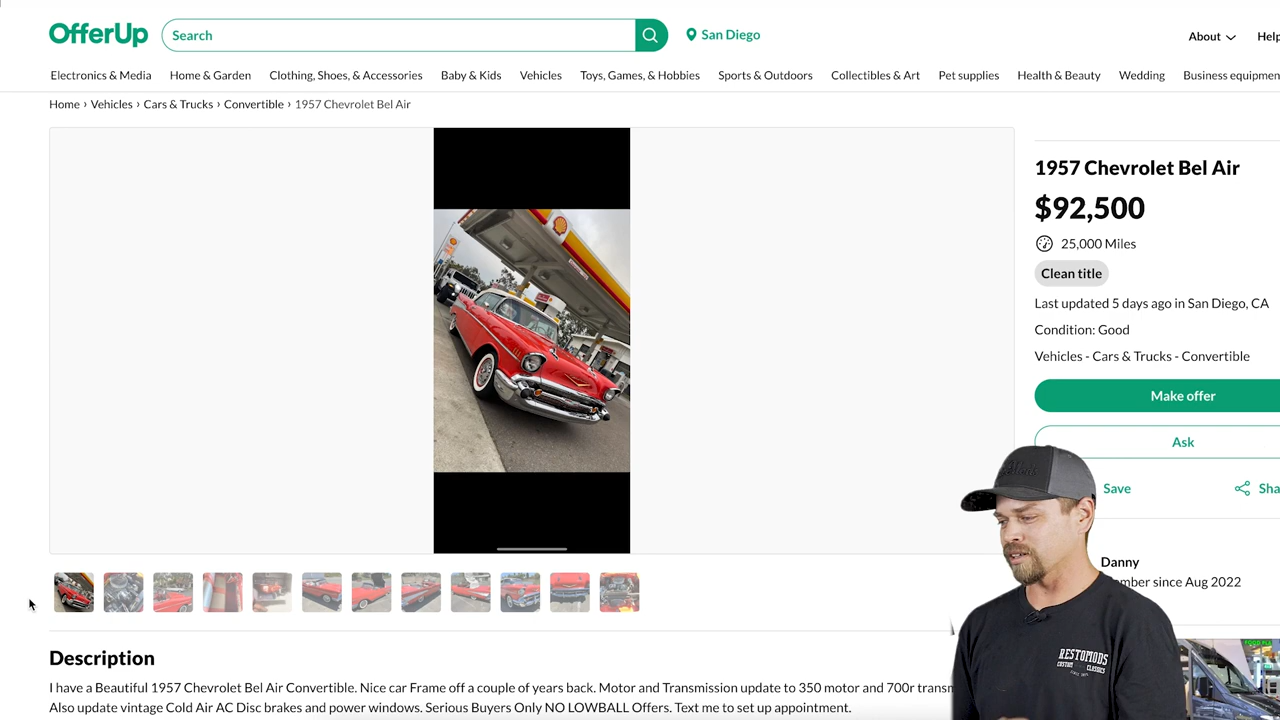 OfferUp
Search
San Diego
About
Help
Electronics & Media
Home & Garden
Clothing, Shoes, & Accessories
Baby & Kids
Vehicles
Toys, Games, & Hobbies
Sports & Outdoors
Collectibles & Art
Pet supplies
Health & Beauty
Wedding
Business
Home › Vehicles › Cars & Trucks › Convertible › 1957 Chevrolet Bel Air
1957 Chevrolet Bel Air
$92,500
25,000 Miles
Clean title
Last updated 5 days ago in San Diego, CA
Condition: Good
Vehicles - Cars & Trucks - Convertible
Make offer
Ask
Save
Danny
since Aug 2022
Description
I have a Beautiful 1957 Chevrolet Bel Air Convertible. Nice car Frame off a couple of years back. Motor and Transmission update to 350 motor and 700r
Also update vintage Cold Air AC Disc brakes and power windows. Serious Buyers Only NO LOWBALL Offers. Text me to set up appointment.
RESTOMODS
CUSTOM CLASSICS